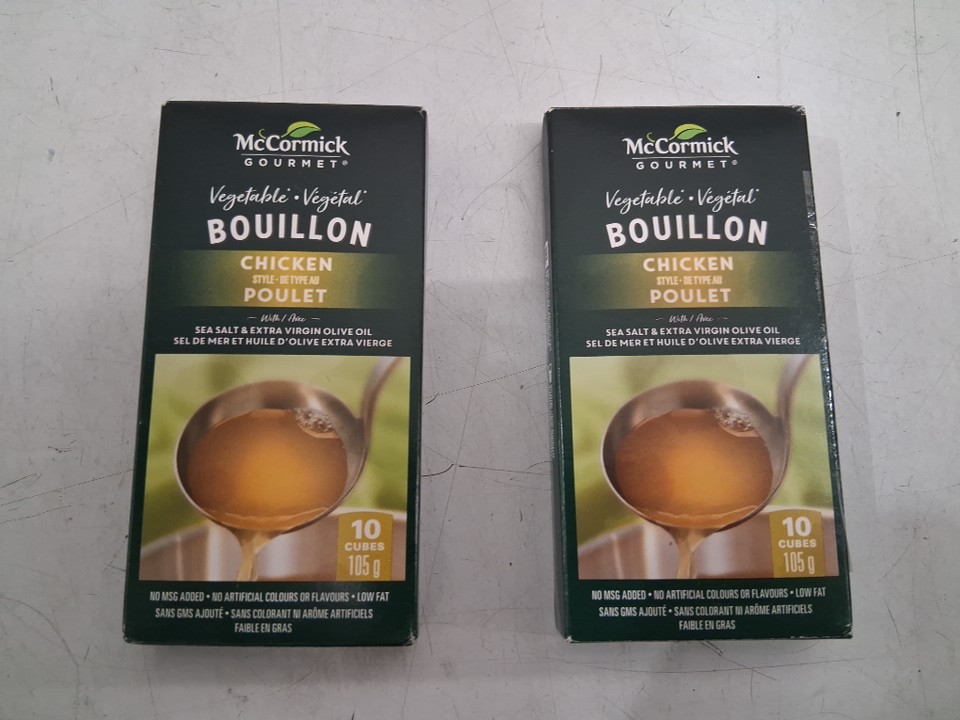 McCormick
GOURMET®
Vegetable* • Végétal*
BOUILLON
CHICKEN
STYLE • DE TYPE AU
POULET
With / Avec
SEA SALT & EXTRA VIRGIN OLIVE OIL
SEL DE MER ET HUILE D'OLIVE EXTRA VIERGE
10
CUBES
105 g
NO MSG ADDED • NO ARTIFICIAL COLOURS OR FLAVOURS • LOW FAT
SANS GMS AJOUTÉ • SANS COLORANT NI ARÔME ARTIFICIELS
FAIBLE EN GRAS
McCormick
GOURMET®
Vegetable* • Végétal*
BOUILLON
CHICKEN
STYLE • DE TYPE AU
POULET
With / Avec
SEA SALT & EXTRA VIRGIN OLIVE OIL
SEL DE MER ET HUILE D'OLIVE EXTRA VIERGE
10
CUBES
105 g
NO MSG ADDED • NO ARTIFICIAL COLOURS OR FLAVOURS • LOW FAT
SANS GMS AJOUTÉ • SANS COLORANT NI ARÔME ARTIFICIELS
FAIBLE EN GRAS